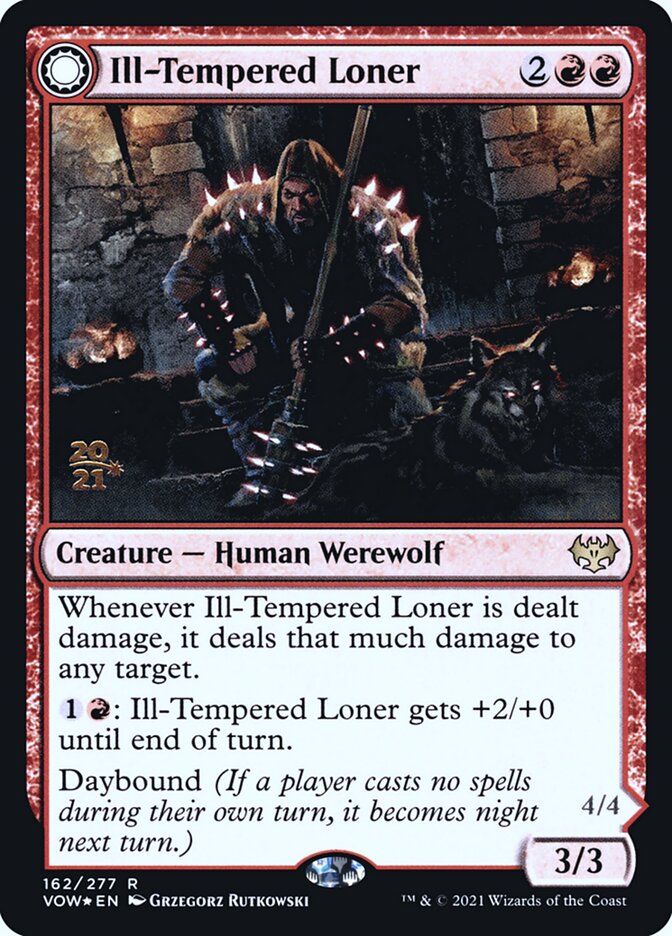 Ill-Tempered Loner 2
20
21
Creature — Human Werewolf
Whenever Ill-Tempered Loner is dealt
damage, it deals that much damage to
any target.
1 : Ill-Tempered Loner gets +2/+0
until end of turn.
Daybound (If a player casts no spells
during their own turn, it becomes night
next turn.)
4/4
3/3
162/277 R
VOW★EN Grzegorz Rutkowski
™ & © 2021 Wizards of the Coast